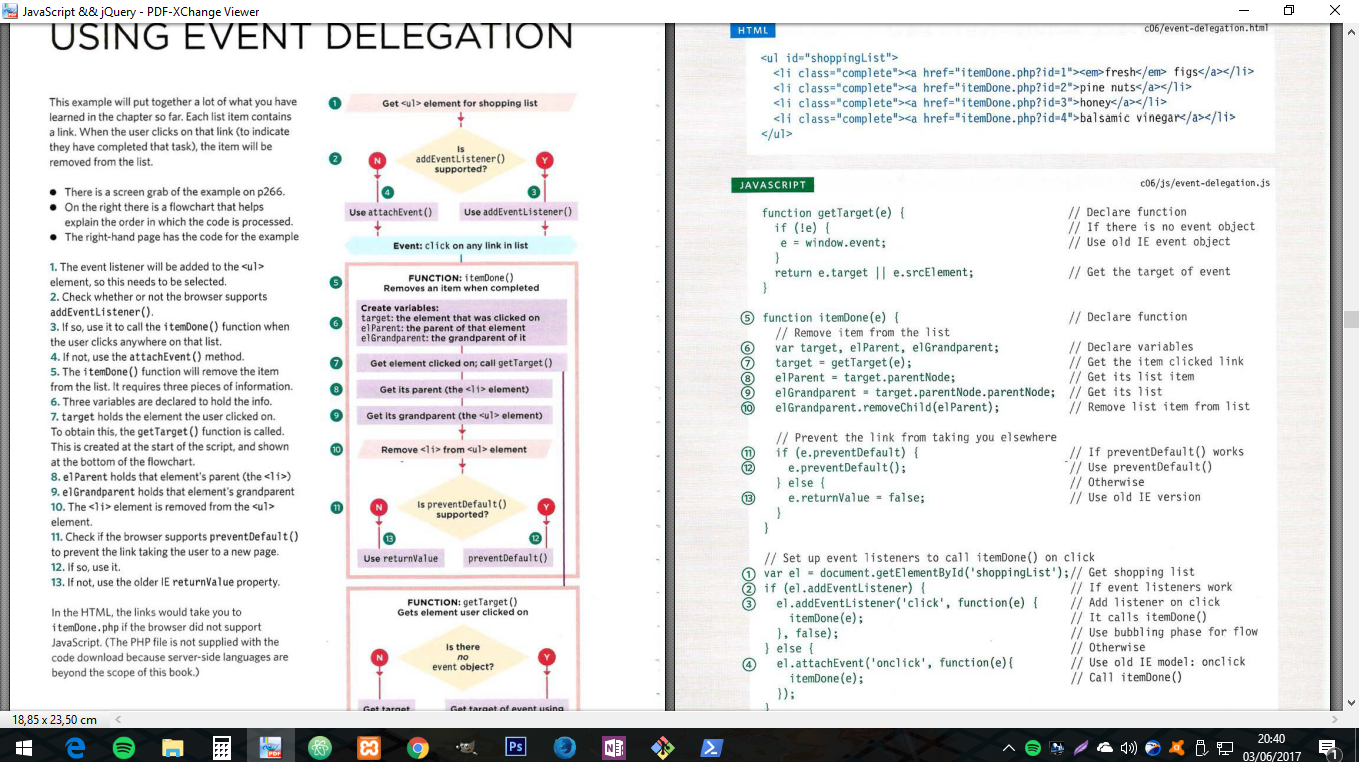 JavaScript && jQuery - PDF-XChange Viewer
USING EVENT DELEGATION
This example will put together a lot of what you have
learned in the chapter so far. Each list item contains
a link. When the user clicks on that link (to indicate
they have completed that task), the item will be
removed from the list.
● There is a screen grab of the example on p266.
● On the right there is a flowchart that helps
explain the order in which the code is processed.
● The right-hand page has the code for the example
1. The event listener will be added to the <ul>
element, so this needs to be selected.
2. Check whether or not the browser supports
addEventListener().
3. If so, use it to call the itemDone() function when
the user clicks anywhere on that list.
4. If not, use the attachEvent() method.
5. The itemDone() function will remove the item
from the list. It requires three pieces of information.
6. Three variables are declared to hold the info.
7. target holds the element the user clicked on.
To obtain this, the getTarget() function is called.
This is created at the start of the script, and shown
at the bottom of the flowchart.
8. elParent holds that element's parent (the <li>)
9. elGrandparent holds that element's grandparent
10. The <li> element is removed from the <ul>
element.
11. Check if the browser supports preventDefault()
to prevent the link taking the user to a new page.
12. If so, use it.
13. If not, use the older IE returnValue property.
In the HTML, the links would take you to
itemDone.php if the browser did not support
JavaScript. (The PHP file is not supplied with the
code download because server-side languages are
beyond the scope of this book.)
1 Get <ul> element for shopping list
2 N Is Y
addEventListener()
supported?
4 3
Use attachEvent() Use addEventListener()
Event: click on any link in list
5 FUNCTION: itemDone()
Removes an item when completed
6 Create variables:
target: the element that was clicked on
elParent: the parent of that element
elGrandparent: the grandparent of it
7 Get element clicked on; call getTarget()
8 Get its parent (the <li> element)
9 Get its grandparent (the <ul> element)
10 Remove <li> from <ul> element
11 N Is preventDefault() Y
supported?
13 12
Use returnValue preventDefault()
FUNCTION: getTarget()
Gets element user clicked on
N Is there Y
no
event object?
Get target Get target of event using
HTML c06/event-delegation.html
<ul id="shoppingList">
<li class="complete"><a href="itemDone.php?id=1"><em>fresh</em> figs</a></li>
<li class="complete"><a href="itemDone.php?id=2">pine nuts</a></li>
<li class="complete"><a href="itemDone.php?id=3">honey</a></li>
<li class="complete"><a href="itemDone.php?id=4">balsamic vinegar</a></li>
</ul>
JAVASCRIPT c06/js/event-delegation.js
function getTarget(e) { // Declare function
if (!e) { // If there is no event object
e = window.event; // Use old IE event object
}
return e.target || e.srcElement; // Get the target of event
}
5 function itemDone(e) { // Declare function
// Remove item from the list
6 var target, elParent, elGrandparent; // Declare variables
7 target = getTarget(e); // Get the item clicked link
8 elParent = target.parentNode; // Get its list item
9 elGrandparent = target.parentNode.parentNode; // Get its list
10 elGrandparent.removeChild(elParent); // Remove list item from list
// Prevent the link from taking you elsewhere
11 if (e.preventDefault) { // If preventDefault() works
12 e.preventDefault(); // Use preventDefault()
} else { // Otherwise
13 e.returnValue = false; // Use old IE version
}
}
// Set up event listeners to call itemDone() on click
1 var el = document.getElementById('shoppingList');// Get shopping list
2 if (el.addEventListener) { // If event listeners work
3 el.addEventListener('click', function(e) { // Add listener on click
itemDone(e); // It calls itemDone()
}, false); // Use bubbling phase for flow
} else { // Otherwise
4 el.attachEvent('onclick', function(e){ // Use old IE model: onclick
itemDone(e); // Call itemDone()
});
}
18,85 x 23,50 cm
Ps
N
20:40
03/06/2017
1